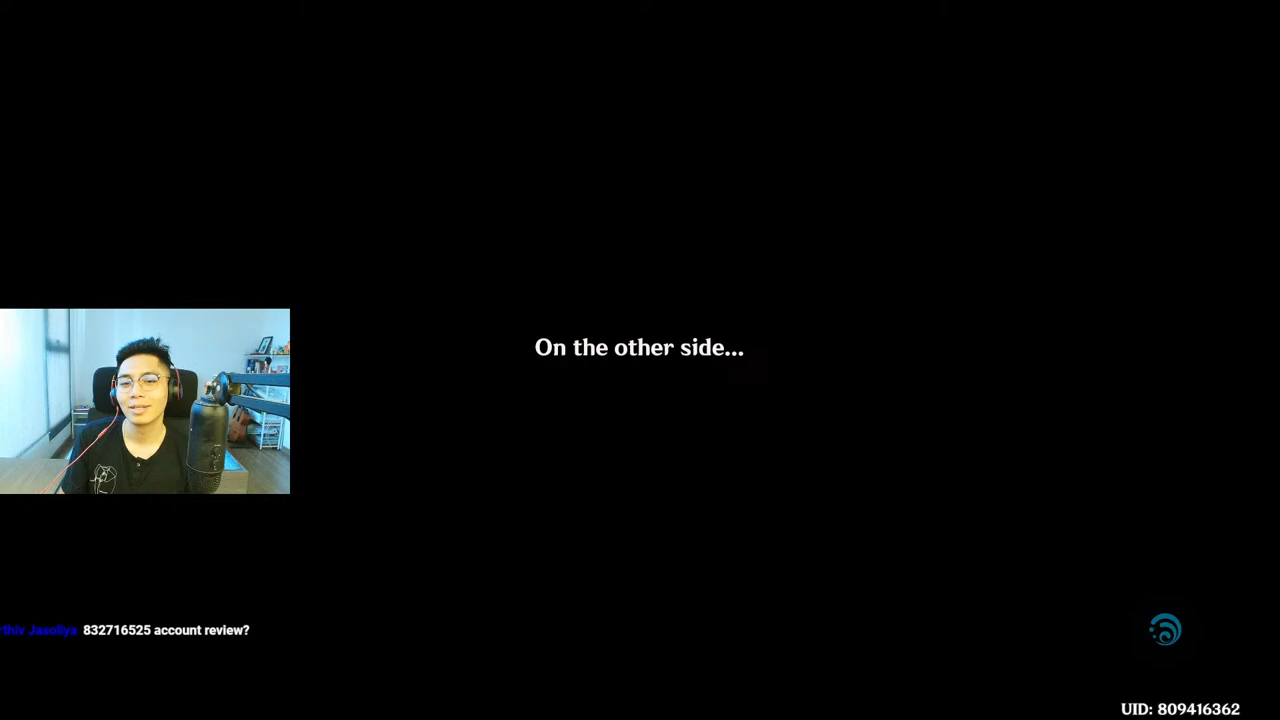 On the other side...
832716525 account review?
UID: 809416362